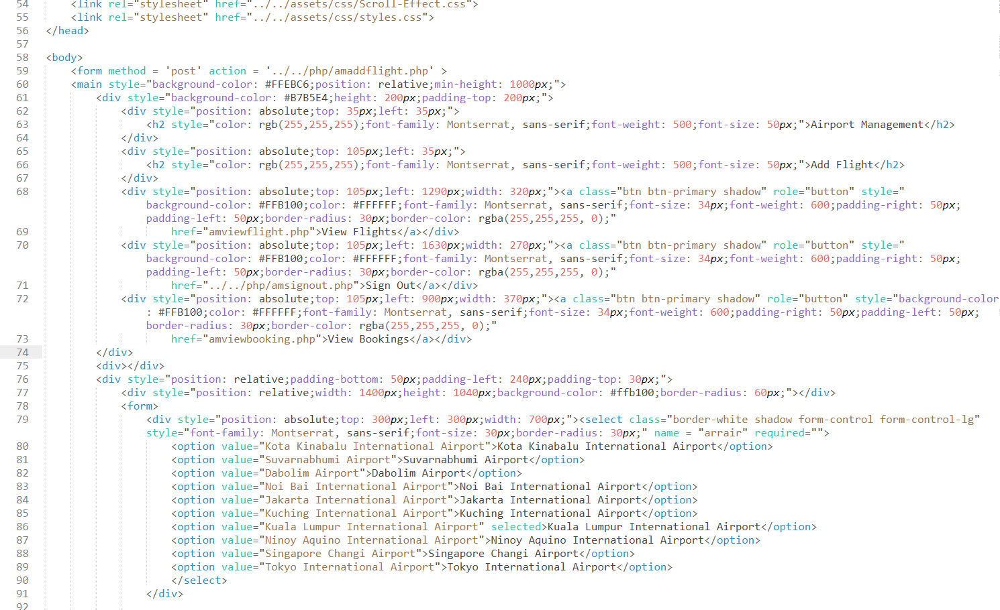 54 <link rel="stylesheet" href="../../assets/css/Scroll-Effect.css">
55 <link rel="stylesheet" href="../../assets/css/styles.css">
56 </head>
57
58 <body>
59 <form method = 'post' action = '../../php/amaddflight.php' >
60 <main style="background-color: #FFEBC6;position: relative;min-height: 1000px;">
61 <div style="background-color: #B7B5E4;height: 200px;padding-top: 200px;">
62 <div style="position: absolute;top: 35px;left: 35px;">
63 <h2 style="color: rgb(255,255,255);font-family: Montserrat, sans-serif;font-weight: 500;font-size: 50px;">Airport Management</h2>
64 </div>
65 <div style="position: absolute;top: 105px;left: 35px;">
66 <h2 style="color: rgb(255,255,255);font-family: Montserrat, sans-serif;font-weight: 500;font-size: 50px;">Add Flight</h2>
67 </div>
68 <div style="position: absolute;top: 105px;left: 1290px;width: 320px;"><a class="btn btn-primary shadow" role="button" style="
background-color: #FFB100;color: #FFFFFF;font-family: Montserrat, sans-serif;font-size: 34px;font-weight: 600;padding-right: 50px;
padding-left: 50px;border-radius: 30px;border-color: rgba(255,255,255, 0);"
69 href="amviewflight.php">View Flights</a></div>
70 <div style="position: absolute;top: 105px;left: 1630px;width: 270px;"><a class="btn btn-primary shadow" role="button" style="
background-color: #FFB100;color: #FFFFFF;font-family: Montserrat, sans-serif;font-size: 34px;font-weight: 600;padding-right: 50px;
padding-left: 50px;border-radius: 30px;border-color: rgba(255,255,255, 0);"
71 href="../../php/amsignout.php">Sign Out</a></div>
72 <div style="position: absolute;top: 105px;left: 900px;width: 370px;"><a class="btn btn-primary shadow" role="button" style="background-color
: #FFB100;color: #FFFFFF;font-family: Montserrat, sans-serif;font-size: 34px;font-weight: 600;padding-right: 50px;padding-left: 50px;
border-radius: 30px;border-color: rgba(255,255,255, 0);"
73 href="amviewbooking.php">View Bookings</a></div>
74 </div>
75 <div></div>
76 <div style="position: relative;padding-bottom: 50px;padding-left: 240px;padding-top: 30px;">
77 <div style="position: relative;width: 1400px;height: 1040px;background-color: #ffb100;border-radius: 60px;"></div>
78 <form>
79 <div style="position: absolute;top: 300px;left: 300px;width: 700px;"><select class="border-white shadow form-control form-control-lg"
style="font-family: Montserrat, sans-serif;font-size: 30px;border-radius: 30px;" name = "arrair" required="">
80 <option value="Kota Kinabalu International Airport">Kota Kinabalu International Airport</option>
81 <option value="Suvarnabhumi Airport">Suvarnabhumi Airport</option>
82 <option value="Dabolim Airport">Dabolim Airport</option>
83 <option value="Noi Bai International Airport">Noi Bai International Airport</option>
84 <option value="Jakarta International Airport">Jakarta International Airport</option>
85 <option value="Kuching International Airport">Kuching International Airport</option>
86 <option value="Kuala Lumpur International Airport" selected>Kuala Lumpur International Airport</option>
87 <option value="Ninoy Aquino International Airport">Ninoy Aquino International Airport</option>
88 <option value="Singapore Changi Airport">Singapore Changi Airport</option>
89 <option value="Tokyo International Airport">Tokyo International Airport</option>
90 </select>
91 </div>
92